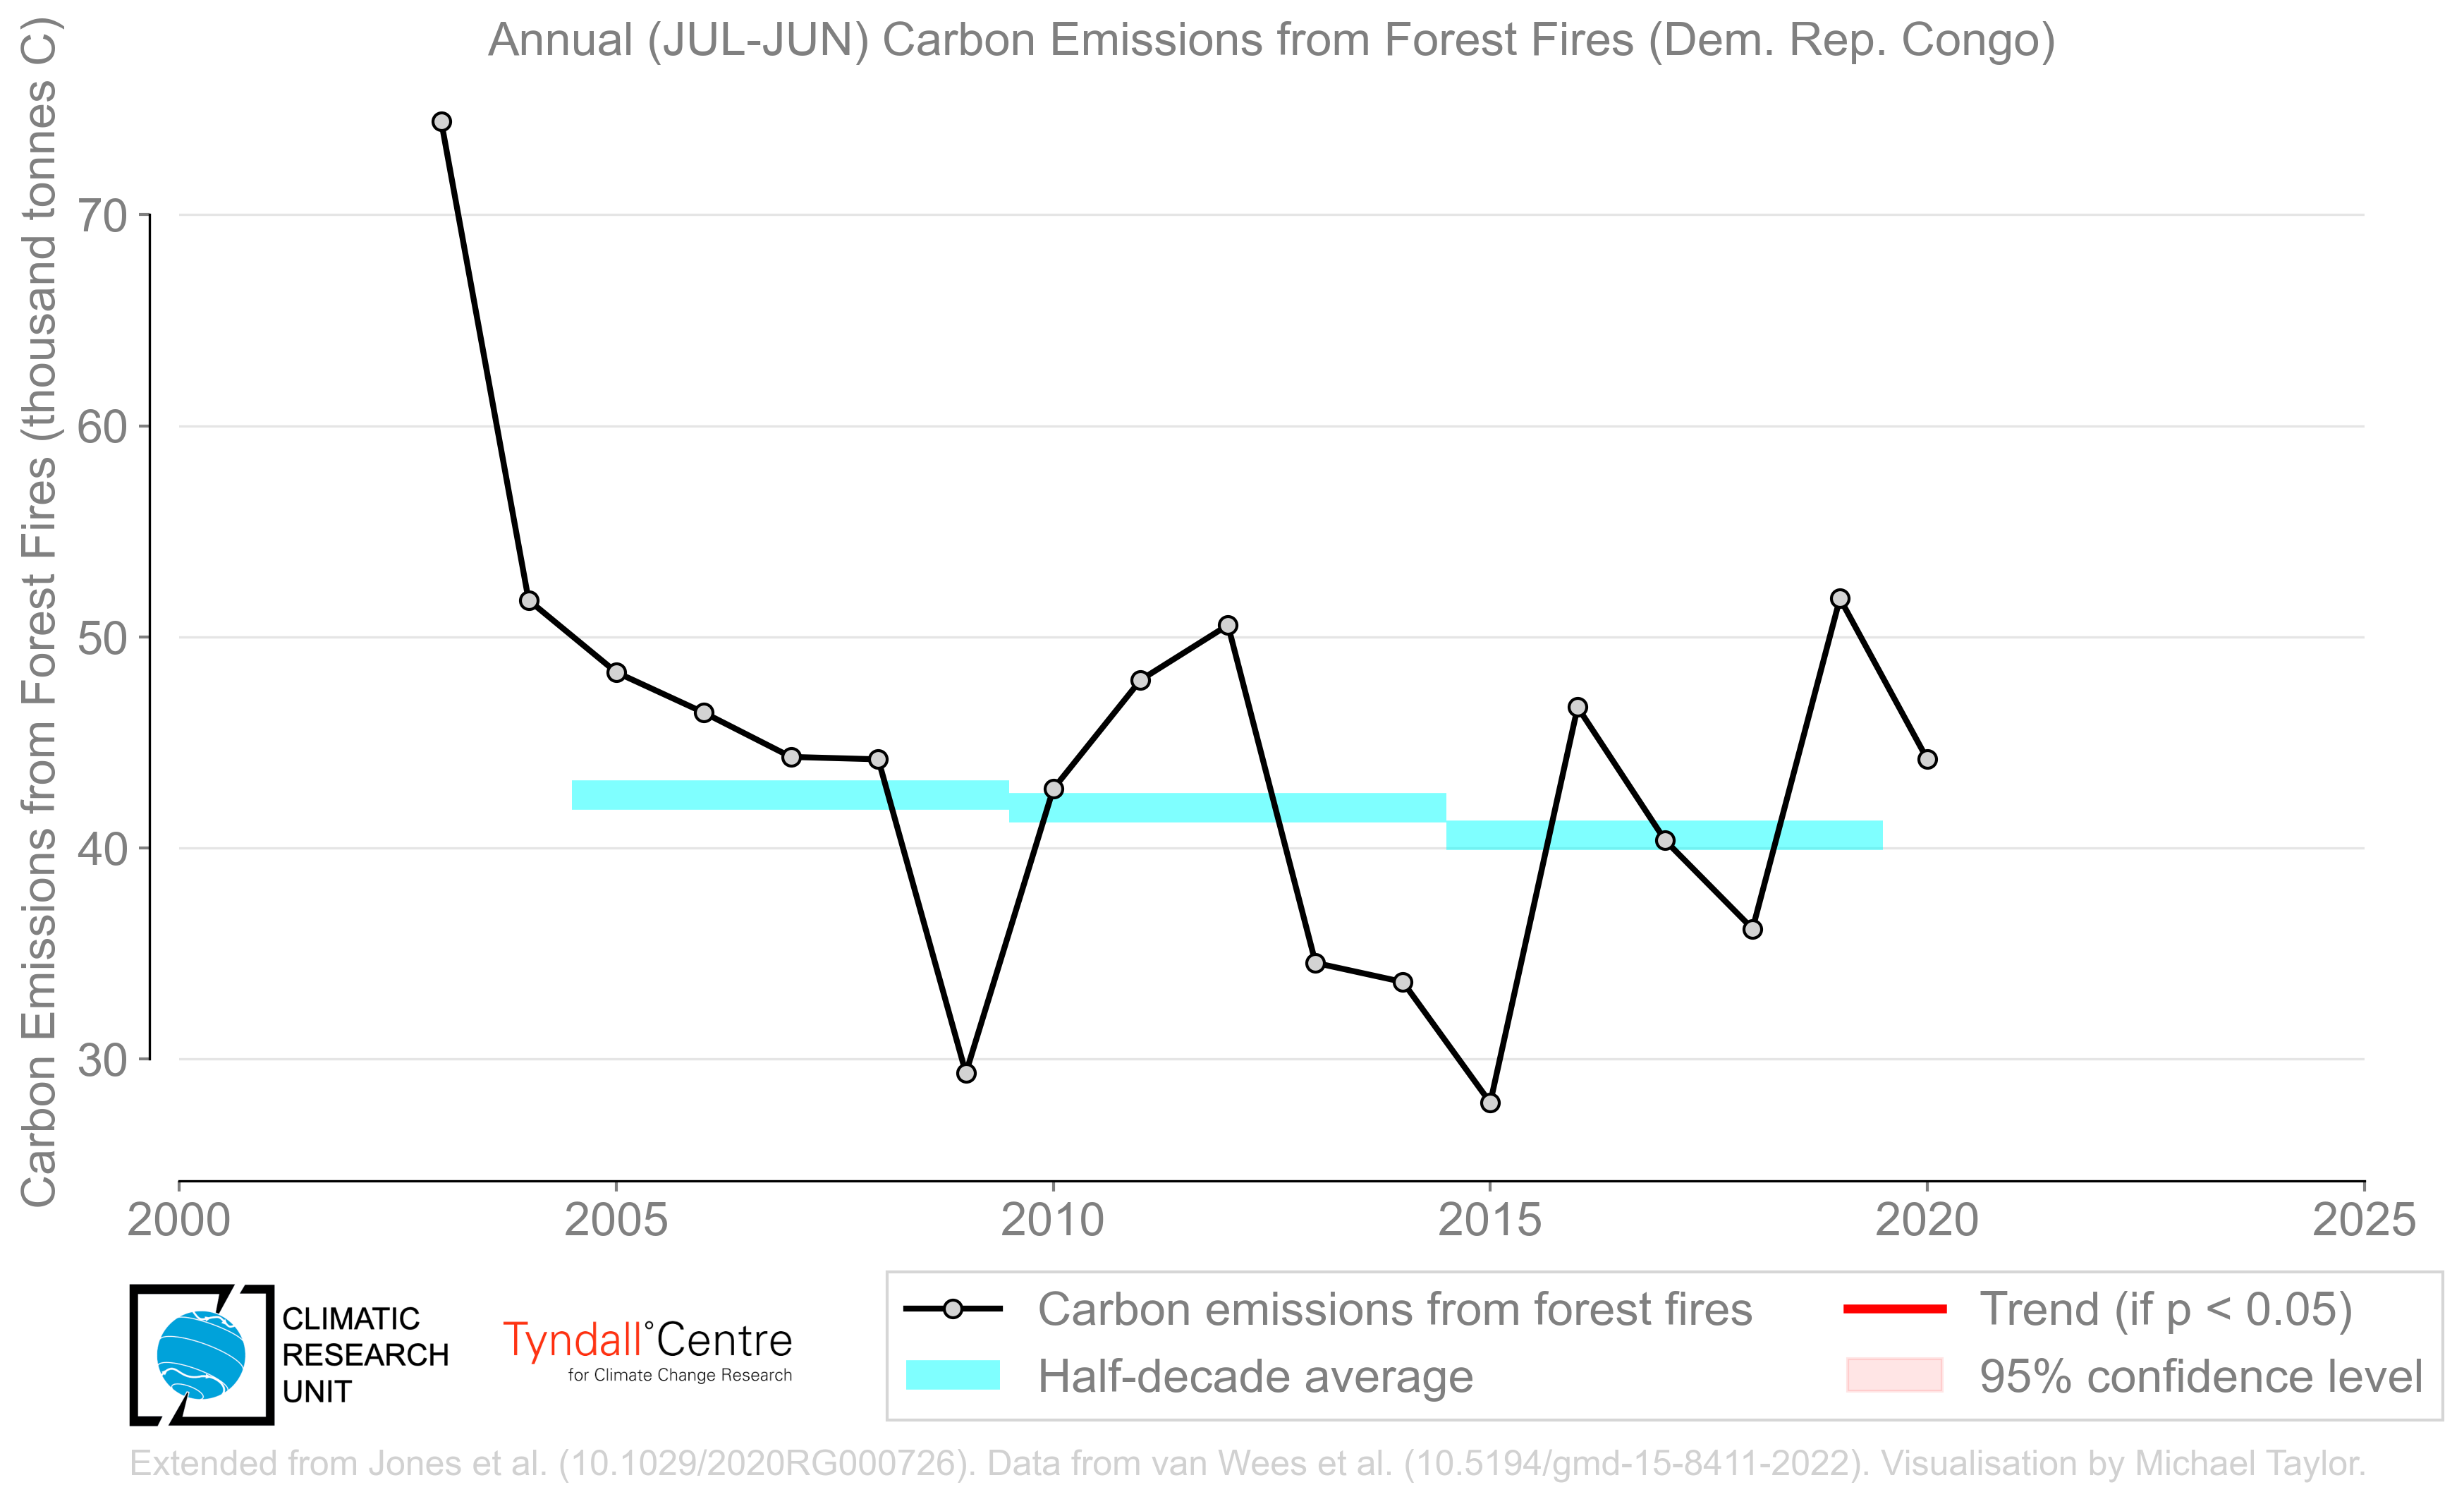 Annual (JUL-JUN) Carbon Emissions from Forest Fires (Dem. Rep. Congo)
Carbon Emissions from Forest Fires (thousand tonnes C)
70
60
50
40
30
2000
2005
2010
2015
2020
2025
CLIMATIC
RESEARCH
UNIT
Tyndall°Centre
for Climate Change Research
Carbon emissions from forest fires
Half-decade average
Trend (if p < 0.05)
95% confidence level
Extended from Jones et al. (10.1029/2020RG000726). Data from van Wees et al. (10.5194/gmd-15-8411-2022). Visualisation by Michael Taylor.